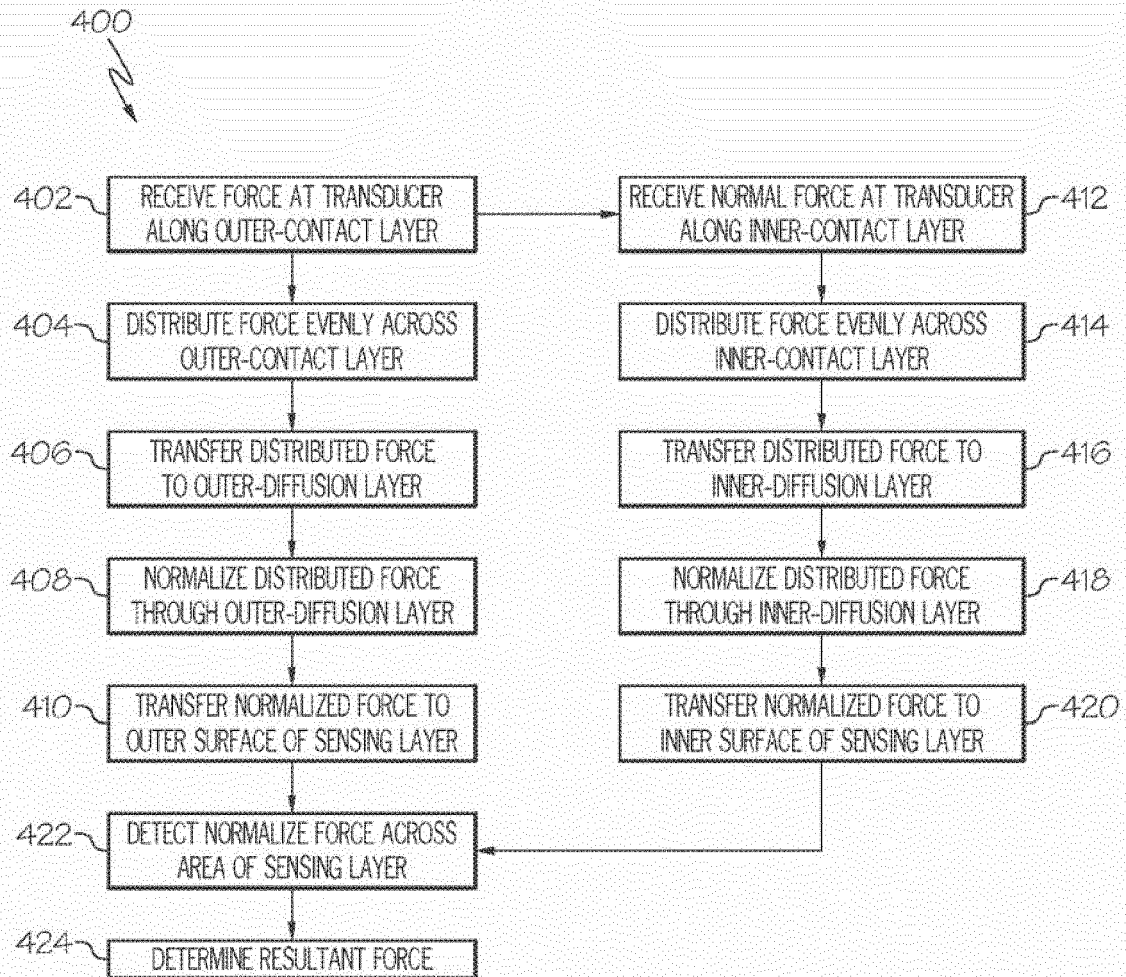 400
402
RECEIVE FORCE AT TRANSDUCER
ALONG OUTER-CONTACT LAYER
RECEIVE NORMAL FORCE AT TRANSDUCER
ALONG INNER-CONTACT LAYER
412
404
DISTRIBUTE FORCE EVENLY ACROSS
OUTER-CONTACT LAYER
DISTRIBUTE FORCE EVENLY ACROSS
INNER-CONTACT LAYER
414
406
TRANSFER DISTRIBUTED FORCE
TO OUTER-DIFFUSION LAYER
TRANSFER DISTRIBUTED FORCE TO
INNER-DIFFUSION LAYER
416
408
NORMALIZE DISTRIBUTED FORCE
THROUGH OUTER-DIFFUSION LAYER
NORMALIZE DISTRIBUTED FORCE
THROUGH INNER-DIFFUSION LAYER
418
410
TRANSFER NORMALIZED FORCE TO
OUTER SURFACE OF SENSING LAYER
TRANSFER NORMALIZED FORCE TO
INNER SURFACE OF SENSING LAYER
420
422
DETECT NORMALIZE FORCE ACROSS
AREA OF SENSING LAYER
424
DETERMINE RESULTANT FORCE